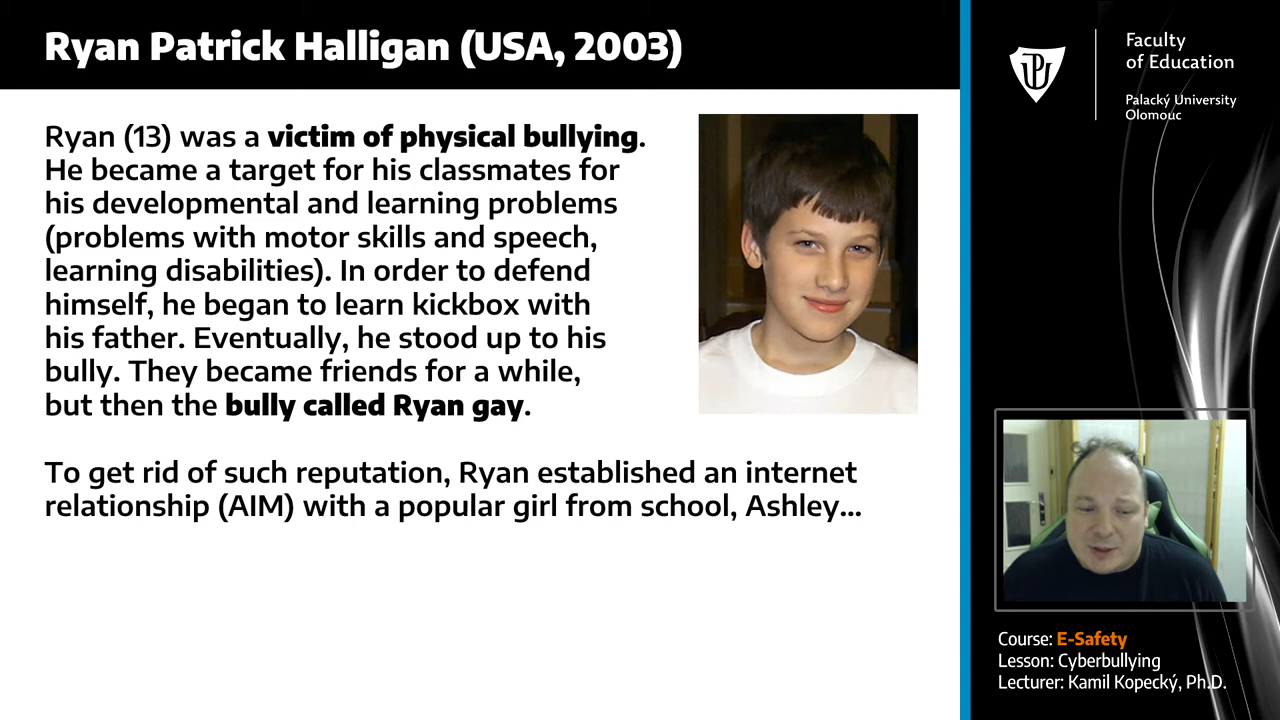 Ryan Patrick Halligan (USA, 2003)
Ryan (13) was a victim of physical bullying.
He became a target for his classmates for
his developmental and learning problems
(problems with motor skills and speech,
learning disabilities). In order to defend
himself, he began to learn kickbox with
his father. Eventually, he stood up to his
bully. They became friends for a while,
but then the bully called Ryan gay.
To get rid of such reputation, Ryan established an internet
relationship (AIM) with a popular girl from school, Ashley...
Faculty
of Education
Palacký University
Olomouc
Course: E-Safety
Lesson: Cyberbullying
Lecturer: Kamil Kopecký, Ph.D.